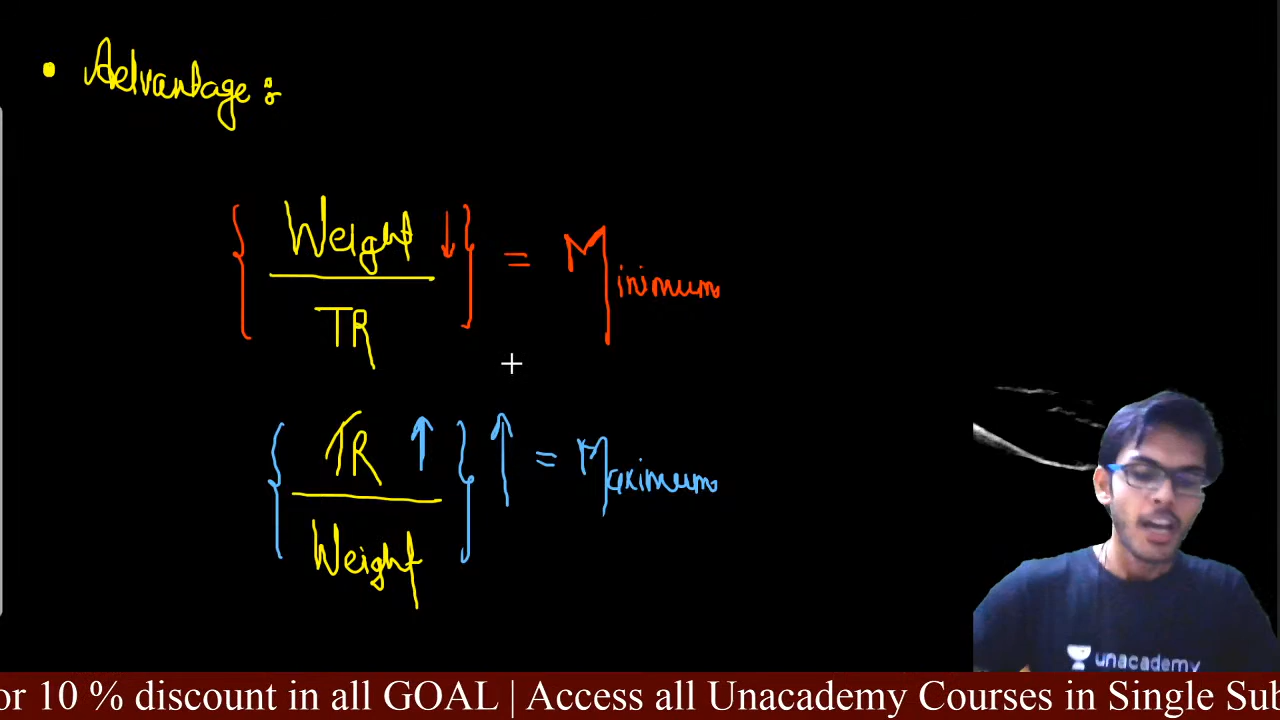 • Advantage:
{ Weight ↓ } = Minimum
TR
{ TR ↑ } ↑ = Maximum
Weight
unacademy
or 10 % discount in all GOAL | Access all Unacademy Courses in Single Sub